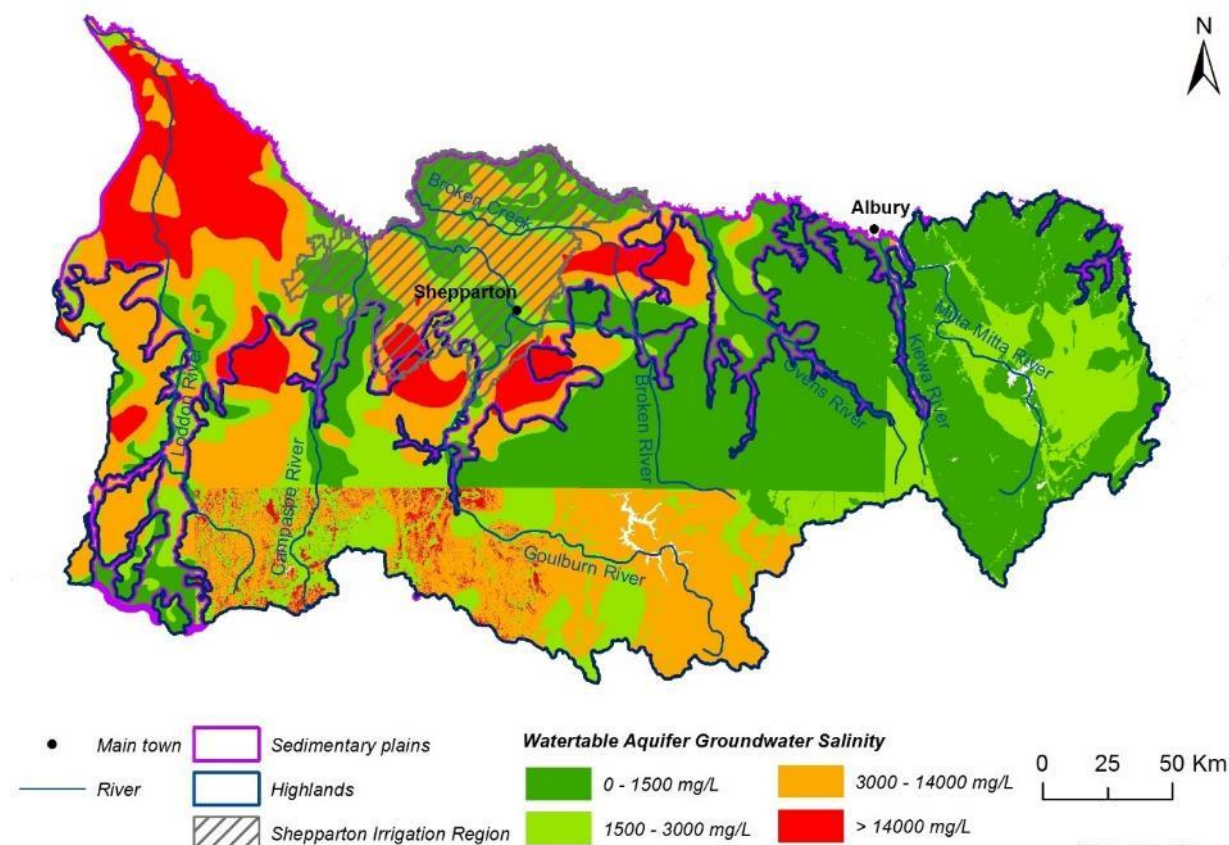 N
Broken Creek
Albury
Shepparton
Mitta Mitta River
Kiewa River
Ovens River
Broken River
Loddon River
Campaspe River
Goulburn River
Main town
River
Sedimentary plains
Highlands
Shepparton Irrigation Region
Watertable Aquifer Groundwater Salinity
0 - 1500 mg/L
1500 - 3000 mg/L
3000 - 14000 mg/L
> 14000 mg/L
0 25 50 Km